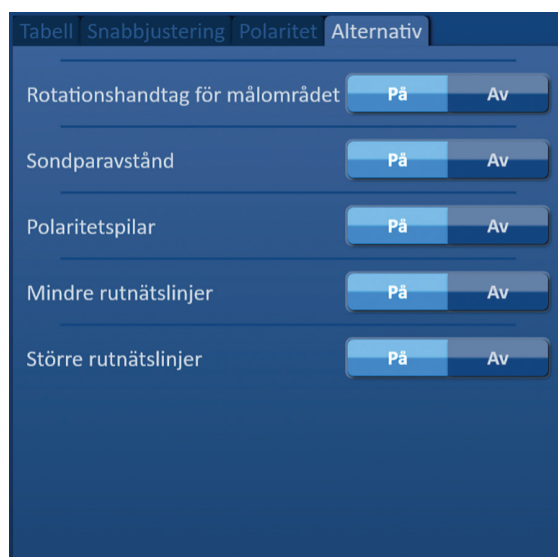 Tabell Snabbjustering Polaritet Alternativ
Rotationshandtag för målområdet På Av
Sondparavstånd På Av
Polaritetspilar På Av
Mindre rutnätslinjer På Av
Större rutnätslinjer På Av